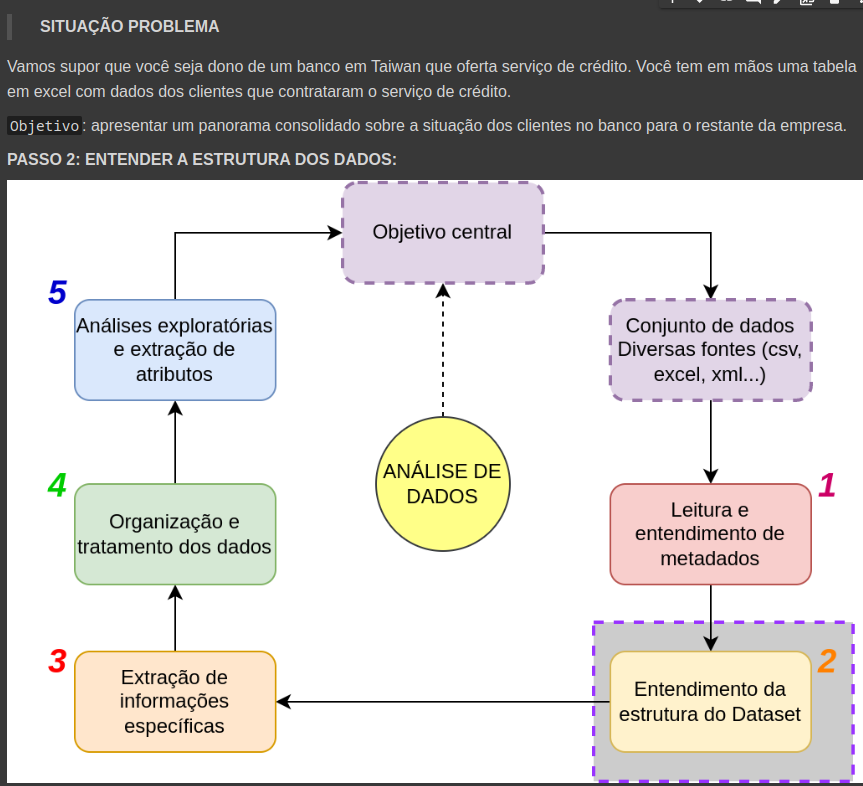 SITUAÇÃO PROBLEMA
Vamos supor que você seja dono de um banco em Taiwan que oferta serviço de crédito. Você tem em mãos uma tabela
em excel com dados dos clientes que contrataram o serviço de crédito.
Objetivo: apresentar um panorama consolidado sobre a situação dos clientes no banco para o restante da empresa.
PASSO 2: ENTENDER A ESTRUTURA DOS DADOS:
Objetivo central
5
Análises exploratórias
e extração de
atributos
Conjunto de dados
Diversas fontes (csv,
excel, xml...)
ANÁLISE DE
DADOS
4
Organização e
tratamento dos dados
1
Leitura e
entendimento de
metadados
3
Extração de
informações
específicas
2
Entendimento da
estrutura do Dataset